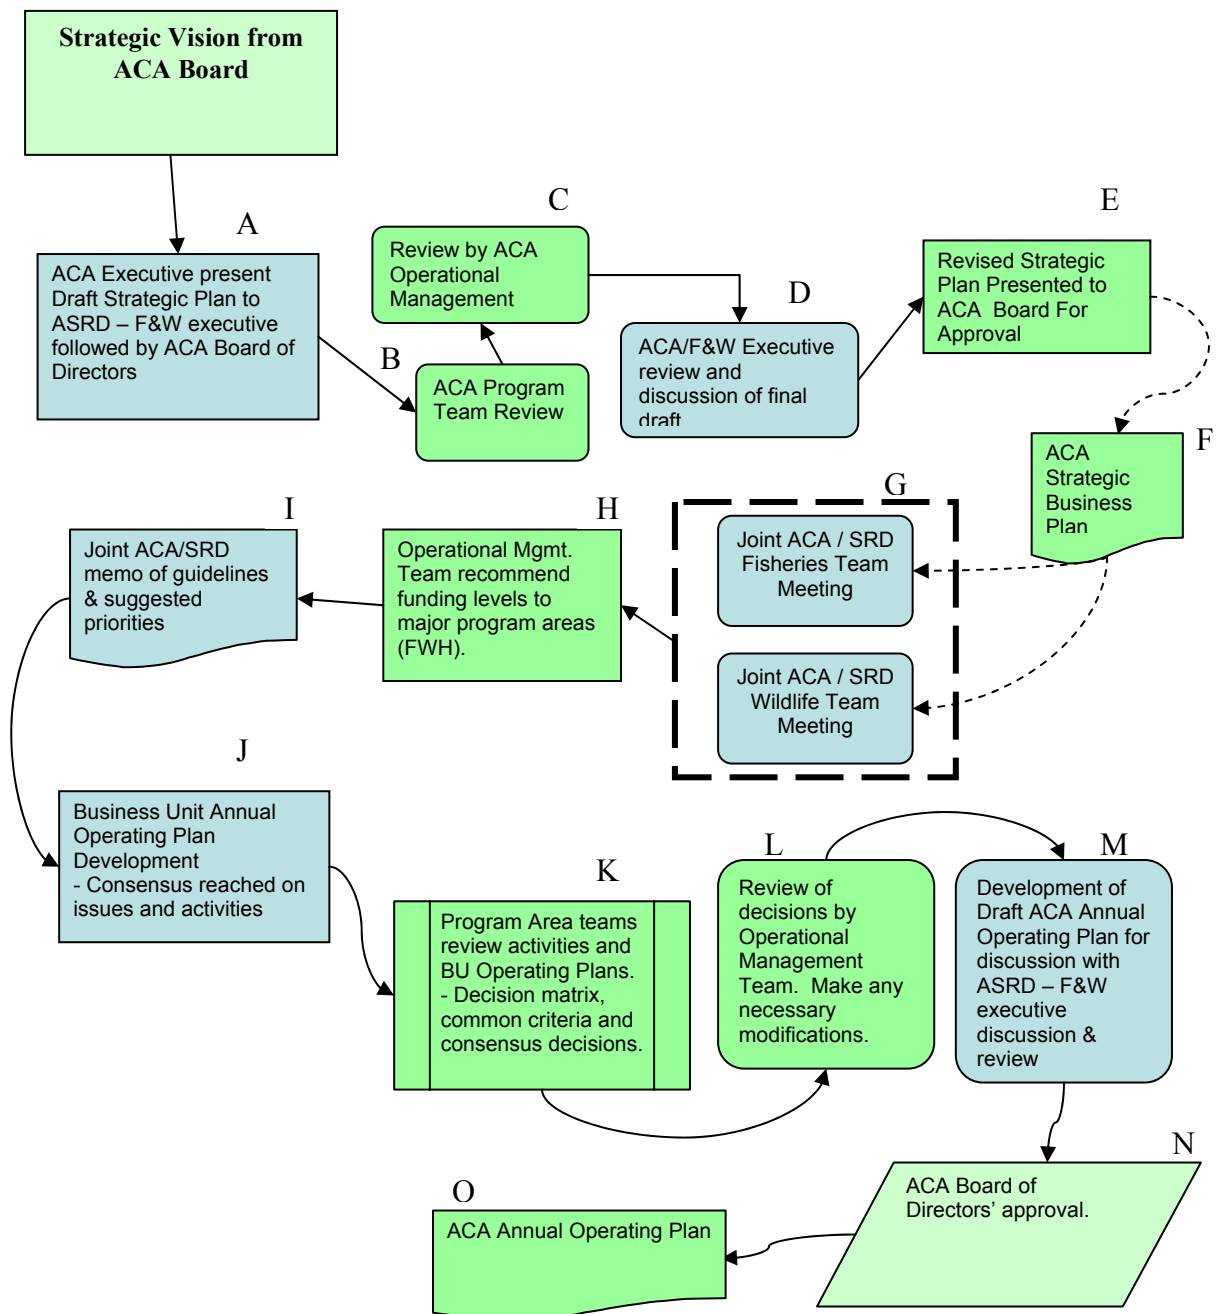 Strategic Vision from
ACA Board
A
ACA Executive present
Draft Strategic Plan to
ASRD – F&W executive
followed by ACA Board of
Directors
B
ACA Program
Team Review
C
Review by ACA
Operational
Management
D
ACA/F&W Executive
review and
discussion of final
draft
E
Revised Strategic
Plan Presented to
ACA Board For
Approval
F
ACA
Strategic
Business
Plan
G
Joint ACA / SRD
Fisheries Team
Meeting
Joint ACA / SRD
Wildlife Team
Meeting
H
Operational Mgmt.
Team recommend
funding levels to
major program areas
(FWH).
I
Joint ACA/SRD
memo of guidelines
& suggested
priorities
J
Business Unit Annual
Operating Plan
Development
- Consensus reached on
issues and activities
K
Program Area teams
review activities and
BU Operating Plans.
- Decision matrix,
common criteria and
consensus decisions.
L
Review of
decisions by
Operational
Management
Team. Make any
necessary
modifications.
M
Development of
Draft ACA Annual
Operating Plan for
discussion with
ASRD – F&W
executive
discussion &
review
N
ACA Board of
Directors' approval.
O
ACA Annual Operating Plan